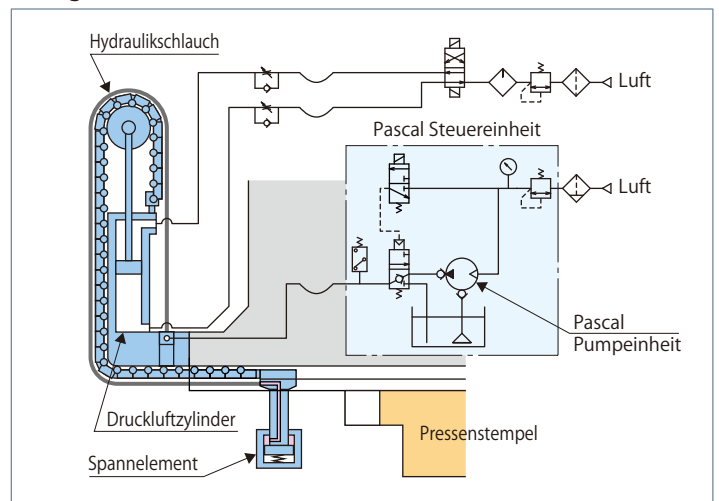 Hydraulikschlauch
Luft
Pascal Steuereinheit
Luft
Pascal
Pumpeinheit
Druckluftzylinder
Pressenstempel
Spannelement